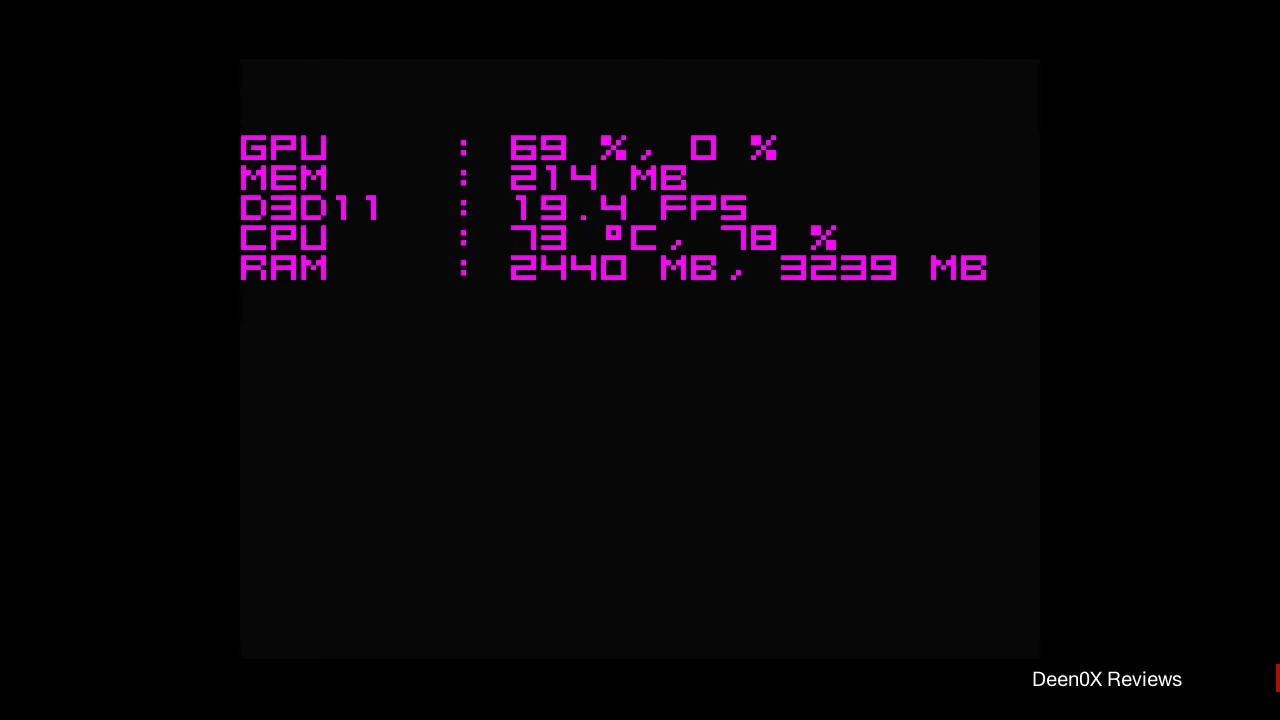 GPU : 69 %, 0 %
MEM : 214 MB
D3D11 : 19.4 FPS
CPU : 73 °C, 78 %
RAM : 2440 MB, 3239 MB
Deen0X Reviews